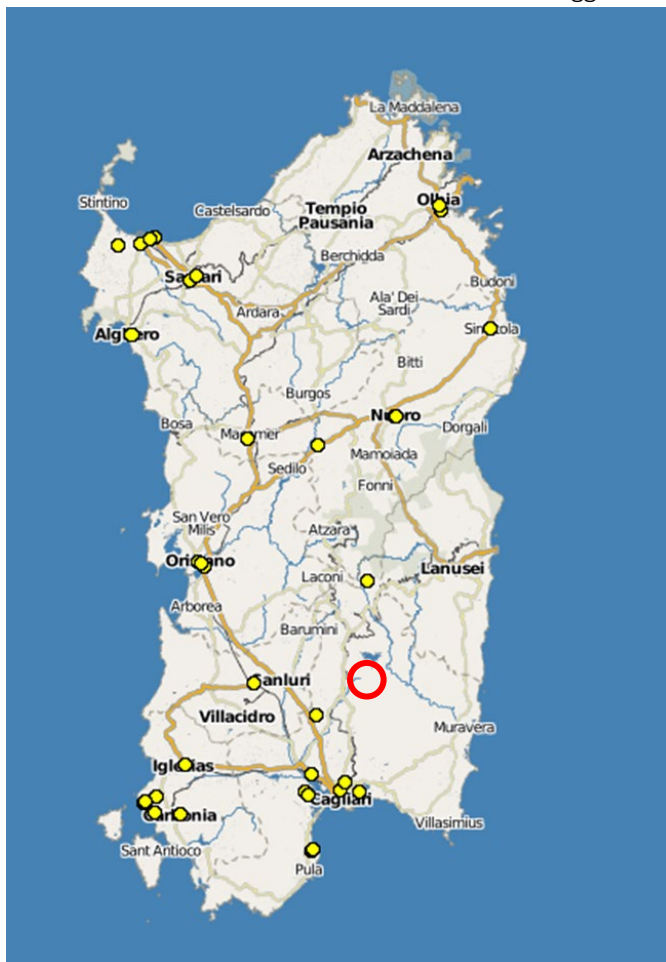 La Maddalena
Arzachena
Stintino
Castelsardo
Olbia
Tempio
Pausania
Berchidda
Sassari
Budoni
Ala' Dei
Sardi
Ardara
Siniscola
Alghero
Bitti
Burgos
Bosa
Macomer
Nuoro
Dorgali
Mamoiada
Sedilo
Fonni
San Vero
Milis
Atzara
Oristano
Laconi
Lanusei
Arborea
Barumini
Sanluri
Villacidro
Muravera
Iglesias
Cagliari
Carbonia
Villasimius
Sant Antioco
Pula